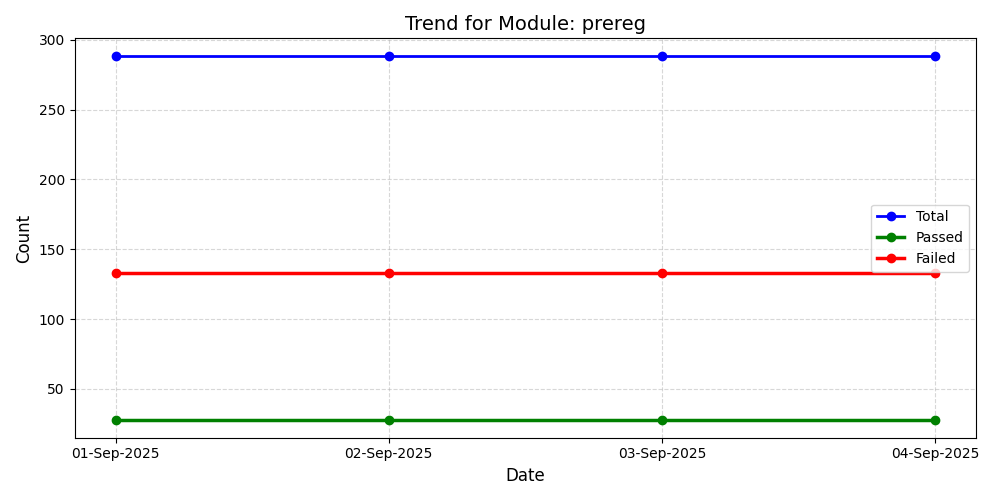 Trend for Module: prereg
300
250
200
150
100
50
Count
Total
Passed
Failed
01-Sep-2025 02-Sep-2025 03-Sep-2025 04-Sep-2025
Date